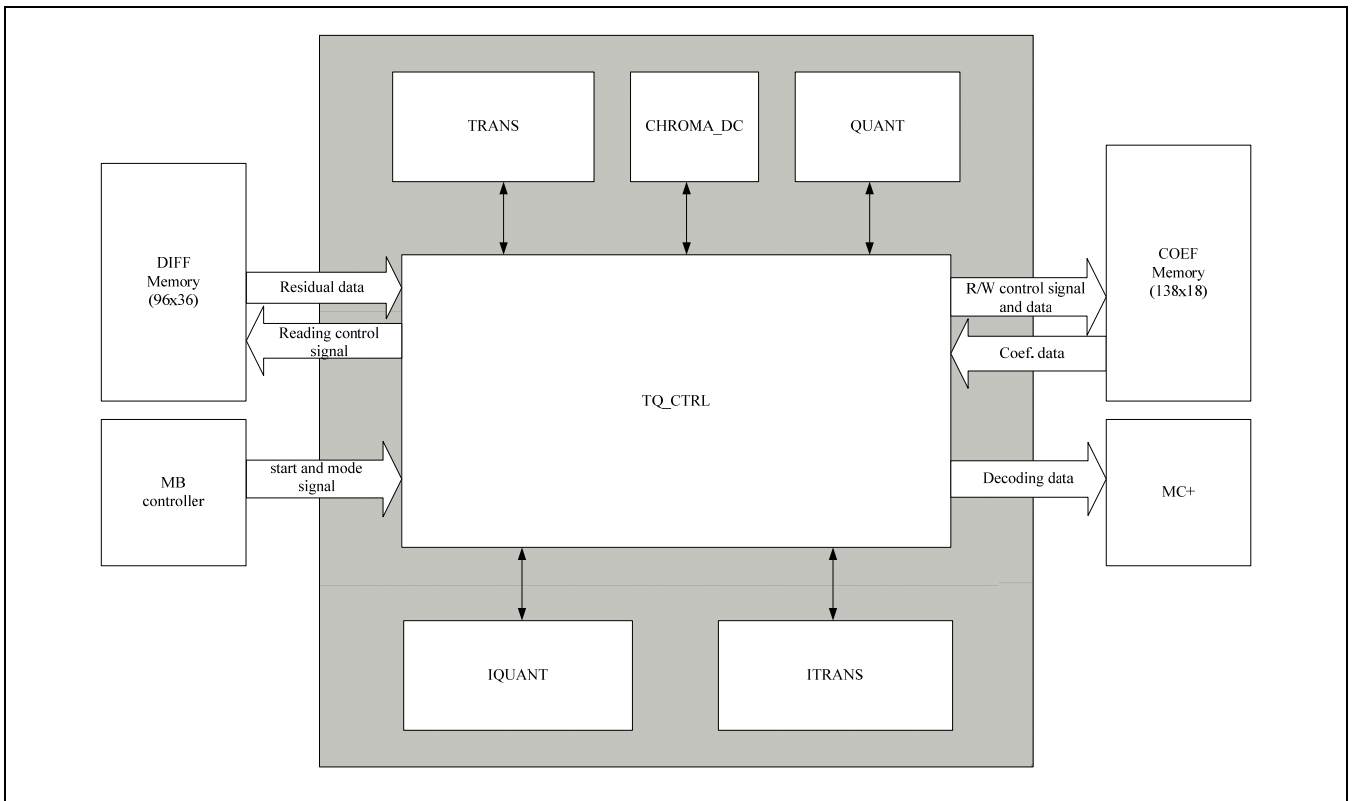 TRANS
CHROMA_DC
QUANT
DIFF
Memory
(96x36)
Residual data
Reading control
signal
TQ_CTRL
R/W control signal
and data
Coef. data
COEF
Memory
(138x18)
MB
controller
start and mode
signal
Decoding data
MC+
IQUANT
ITRANS